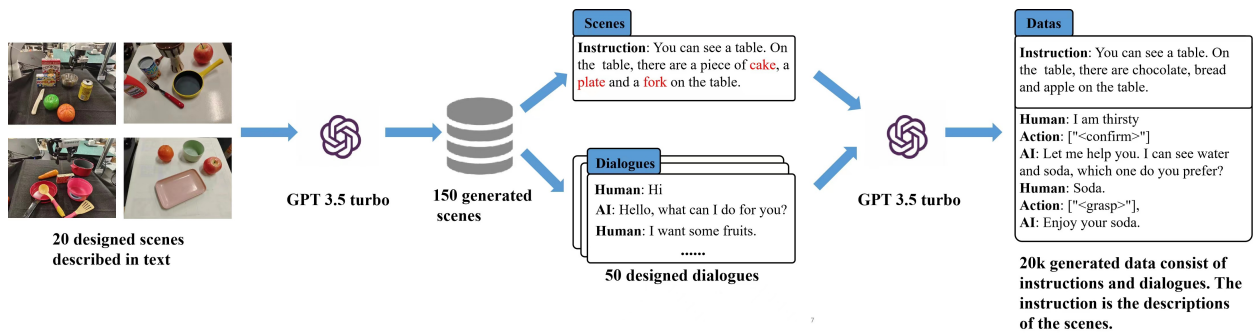 20 designed scenes
described in text
GPT 3.5 turbo
150 generated
scenes
Scenes
Instruction: You can see a table. On
the table, there are a piece of cake, a
plate and a fork on the table.
Dialogues
Human: Hi
AI: Hello, what can I do for you?
Human: I want some fruits.
......
50 designed dialogues
GPT 3.5 turbo
Datas
Instruction: You can see a table. On
the table, there are chocolate, bread
and apple on the table.
Human: I am thirsty
Action: ["<confirm>"]
AI: Let me help you. I can see water
and soda, which one do you prefer?
Human: Soda.
Action: ["<grasp>"],
AI: Enjoy your soda.
20k generated data consist of
instructions and dialogues. The
instruction is the descriptions
of the scenes.
7